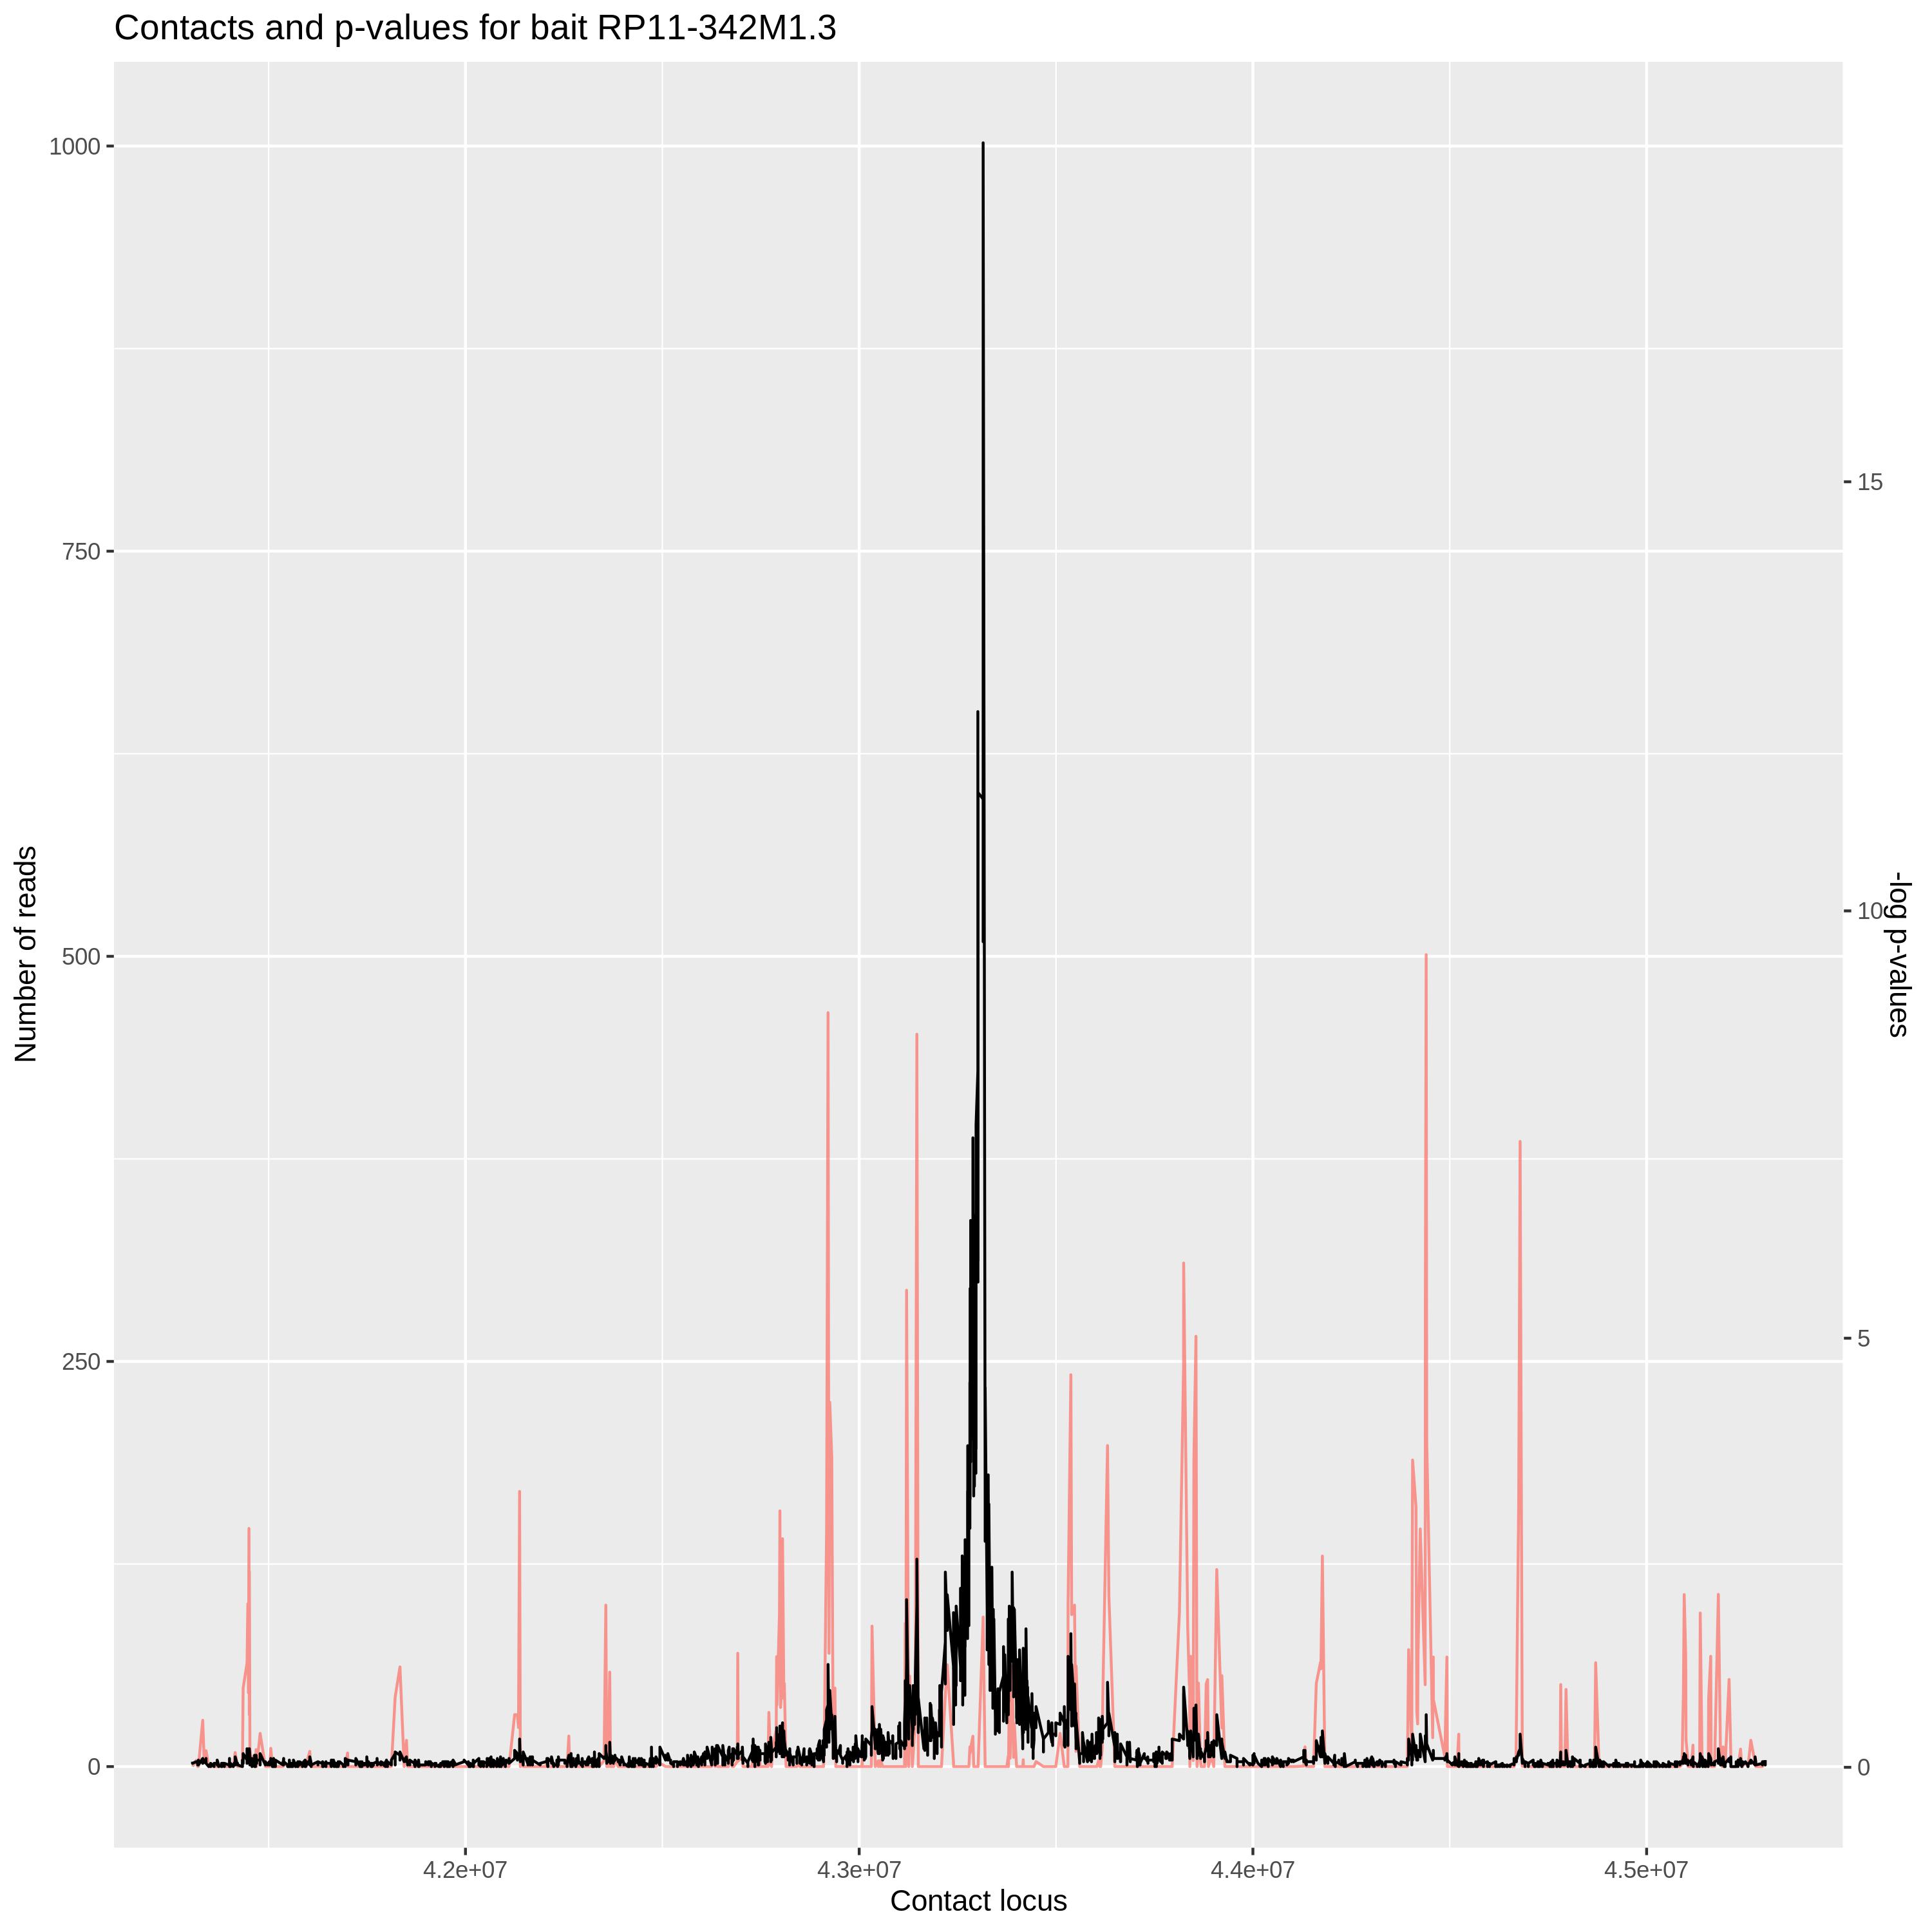 Contacts and p-values for bait RP11-342M1.3
1000
750
500
250
0
Number of reads
15
10
5
0
-log p-values
4.2e+07
4.3e+07
4.4e+07
4.5e+07
Contact locus